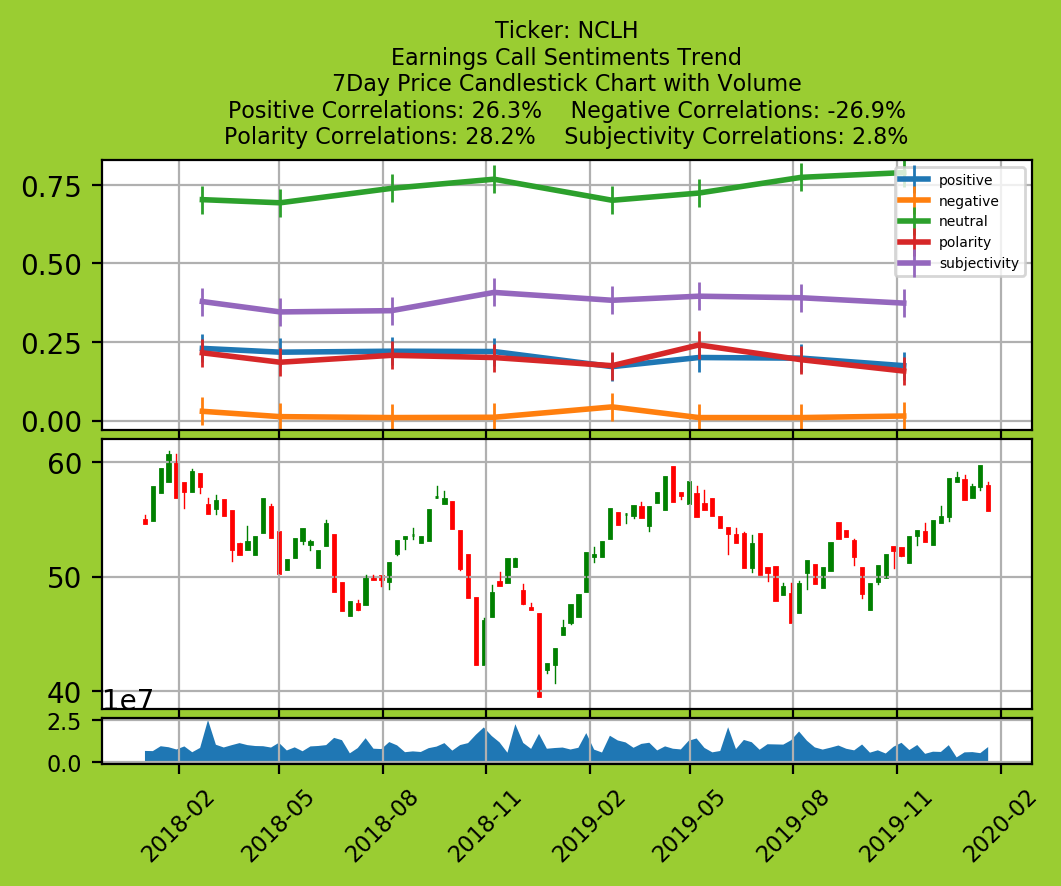 Ticker: NCLH
Earnings Call Sentiments Trend
7Day Price Candlestick Chart with Volume
Positive Correlations: 26.3%    Negative Correlations: -26.9%
Polarity Correlations: 28.2%    Subjectivity Correlations: 2.8%
0.75
0.50
0.25
0.00
positive
negative
neutral
polarity
subjectivity
60
50
40
1e7
2.5
0.0
2018-02
2018-05
2018-08
2018-11
2019-02
2019-05
2019-08
2019-11
2020-02